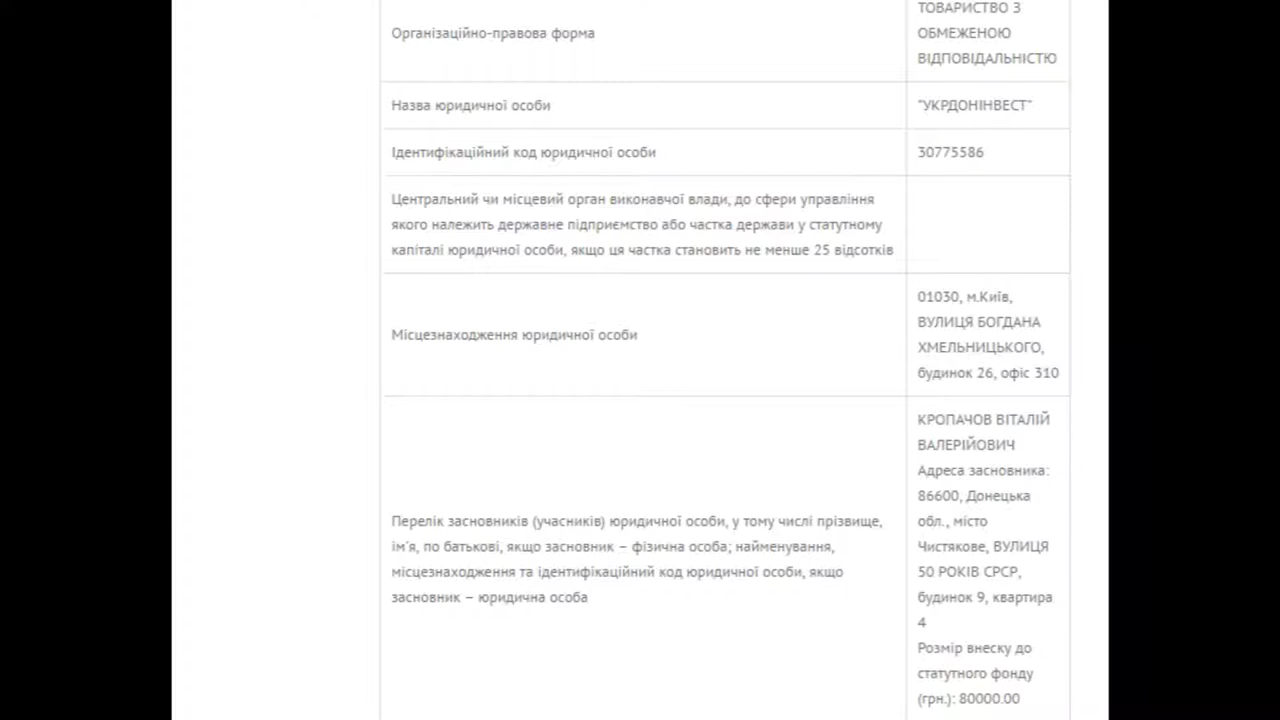 ТОВАРИСТВО З
Організаційно-правова форма
ОБМЕЖЕНОЮ
ВІДПОВІДАЛЬНІСТЮ
Назва юридичної особи
"УКРДОНІНВЕСТ"
Ідентифікаційний код юридичної особи
30775586
Центральний чи місцевий орган виконавчої влади, до сфери управління
якого належить державне підприємство або частка держави у статутному
капіталі юридичної особи, якщо ця частка становить не менше 25 відсотків
Місцезнаходження юридичної особи
01030, м.Київ,
ВУЛИЦЯ БОГДАНА
ХМЕЛЬНИЦЬКОГО,
будинок 26, офіс 310
Перелік засновників (учасників) юридичної особи, у тому числі прізвище,
ім'я, по батькові, якщо засновник – фізична особа; найменування,
місцезнаходження та ідентифікаційний код юридичної особи, якщо
засновник – юридична особа
КРОПАЧОВ ВІТАЛІЙ
ВАЛЕРІЙОВИЧ
Адреса засновника:
86600, Донецька
обл., місто
Чистякове, ВУЛИЦЯ
50 РОКІВ СРСР,
будинок 9, квартира
4
Розмір внеску до
статутного фонду
(грн.): 80000.00